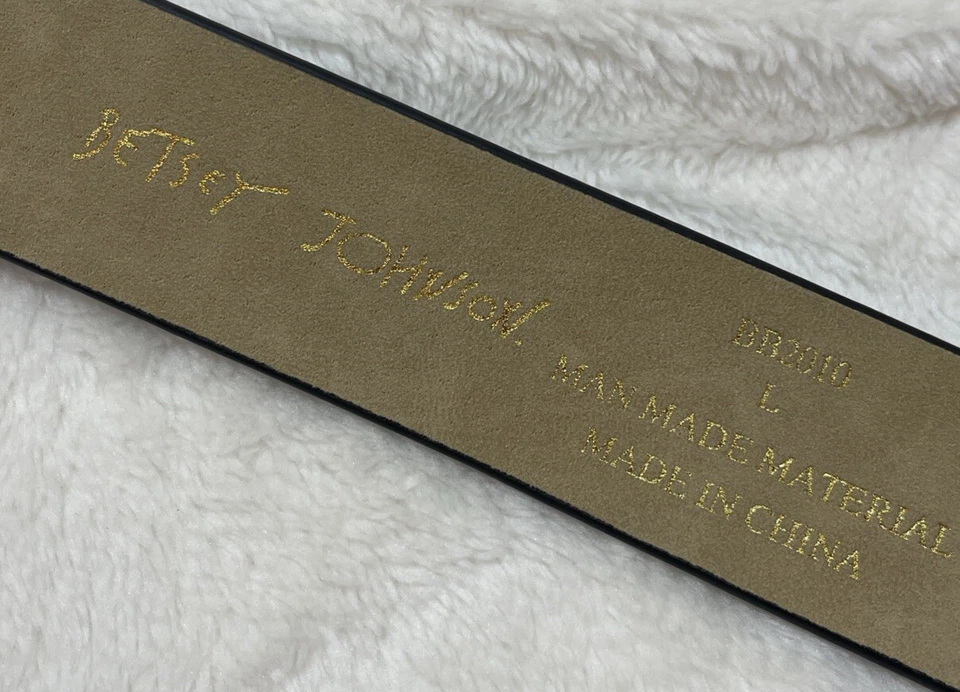 BETSEY JOHNSON.
BB2010
L
MAN MADE MATERIAL
MADE IN CHINA